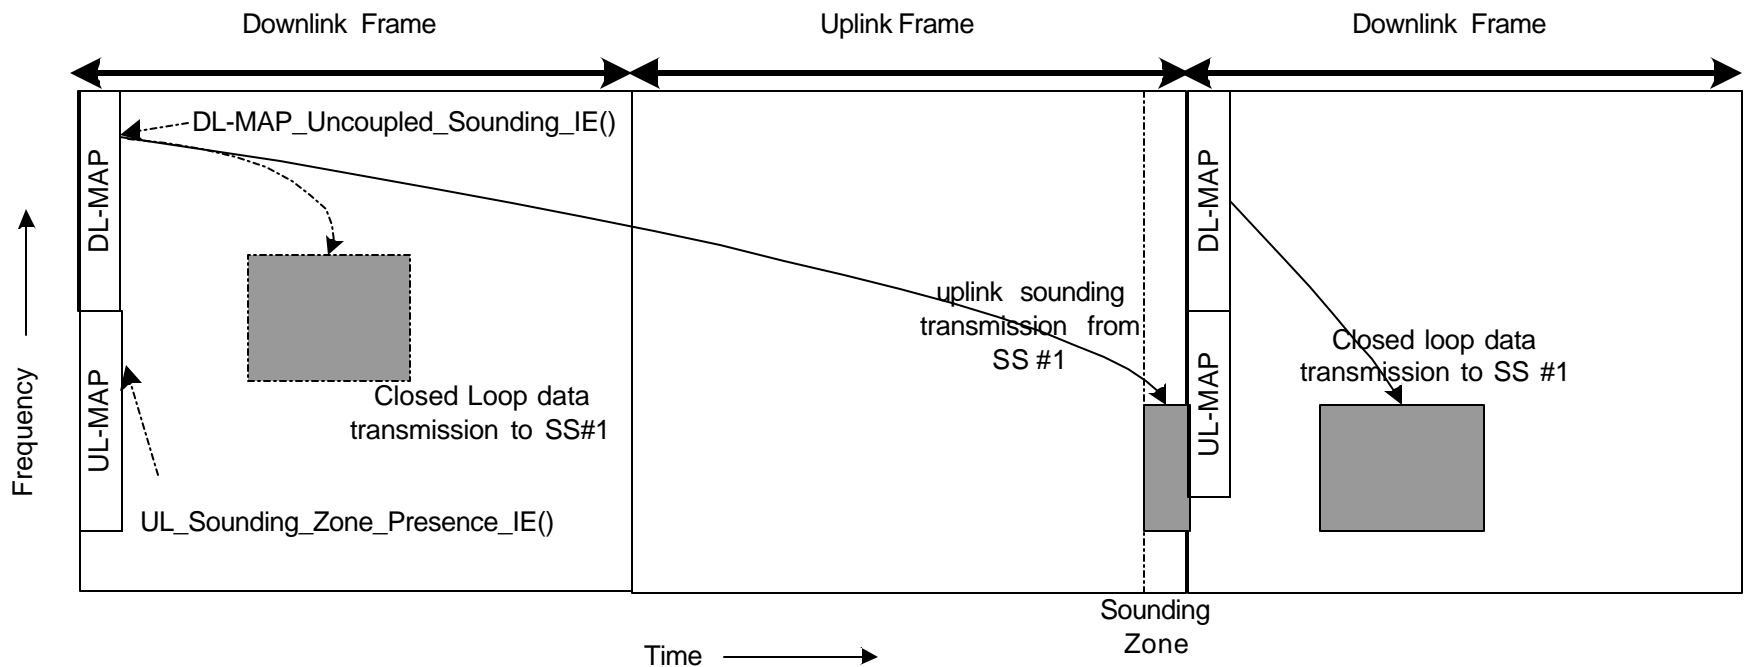 Downlink Frame
Uplink Frame
Downlink Frame
DL-MAP_Uncoupled_Sounding_IE()
DL-MAP
DL-MAP
uplink sounding
transmission from
SS #1
Closed loop data
transmission to SS #1
Closed Loop data
transmission to SS#1
UL-MAP
UL-MAP
Frequency
UL_Sounding_Zone_Presence_IE()
Sounding
Zone
Time